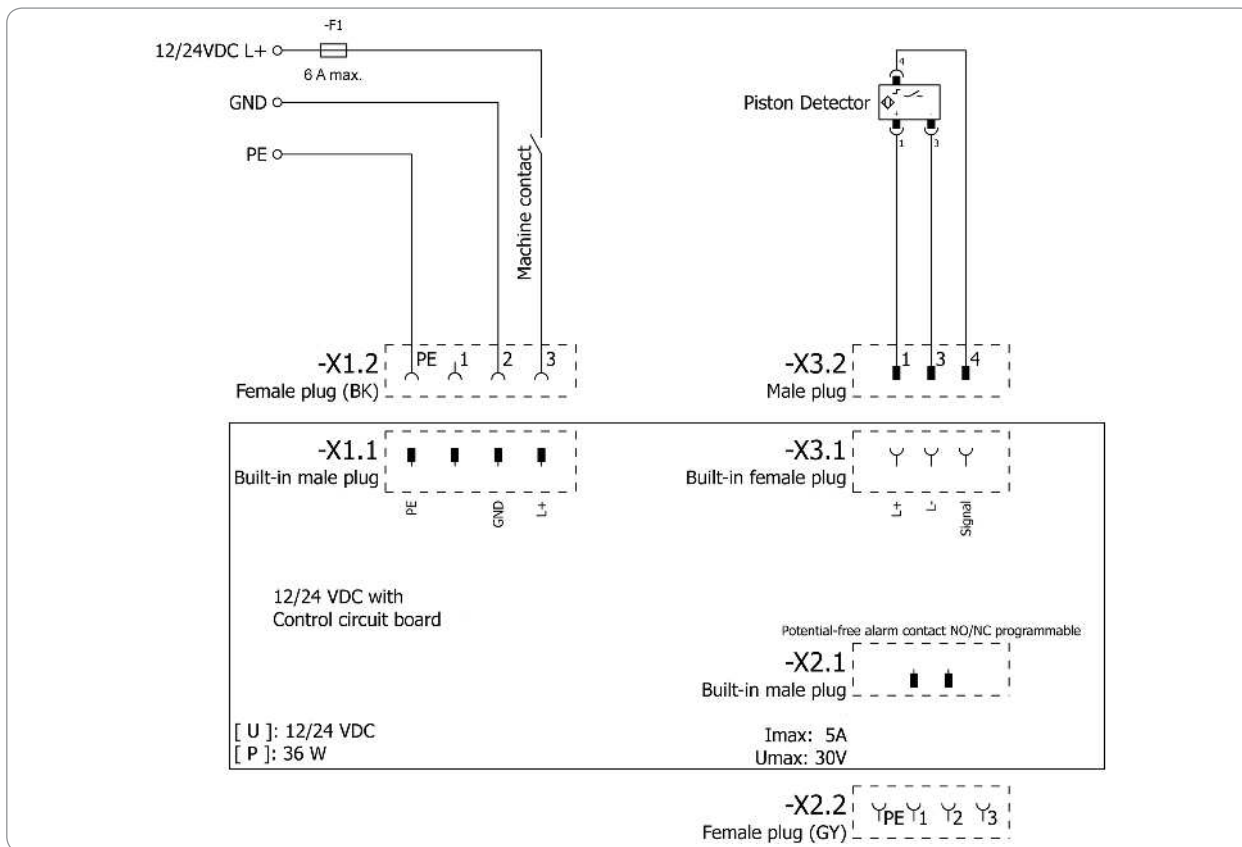 -F1
12/24VDC L+
6 A max.
GND
PE
Machine contact
Piston Detector
4
+ -
1 3
-X1.2
PE 1 2 3
Female plug (BK)
-X3.2
1 3 4
Male plug
-X1.1
Built-in male plug
PE GND L+
-X3.1
Built-in female plug
L+ L- Signal
12/24 VDC with
Control circuit board
Potential-free alarm contact NO/NC programmable
-X2.1
Built-in male plug
[ U ]: 12/24 VDC
[ P ]: 36 W
Imax: 5A
Umax: 30V
-X2.2
PE 1 2 3
Female plug (GY)